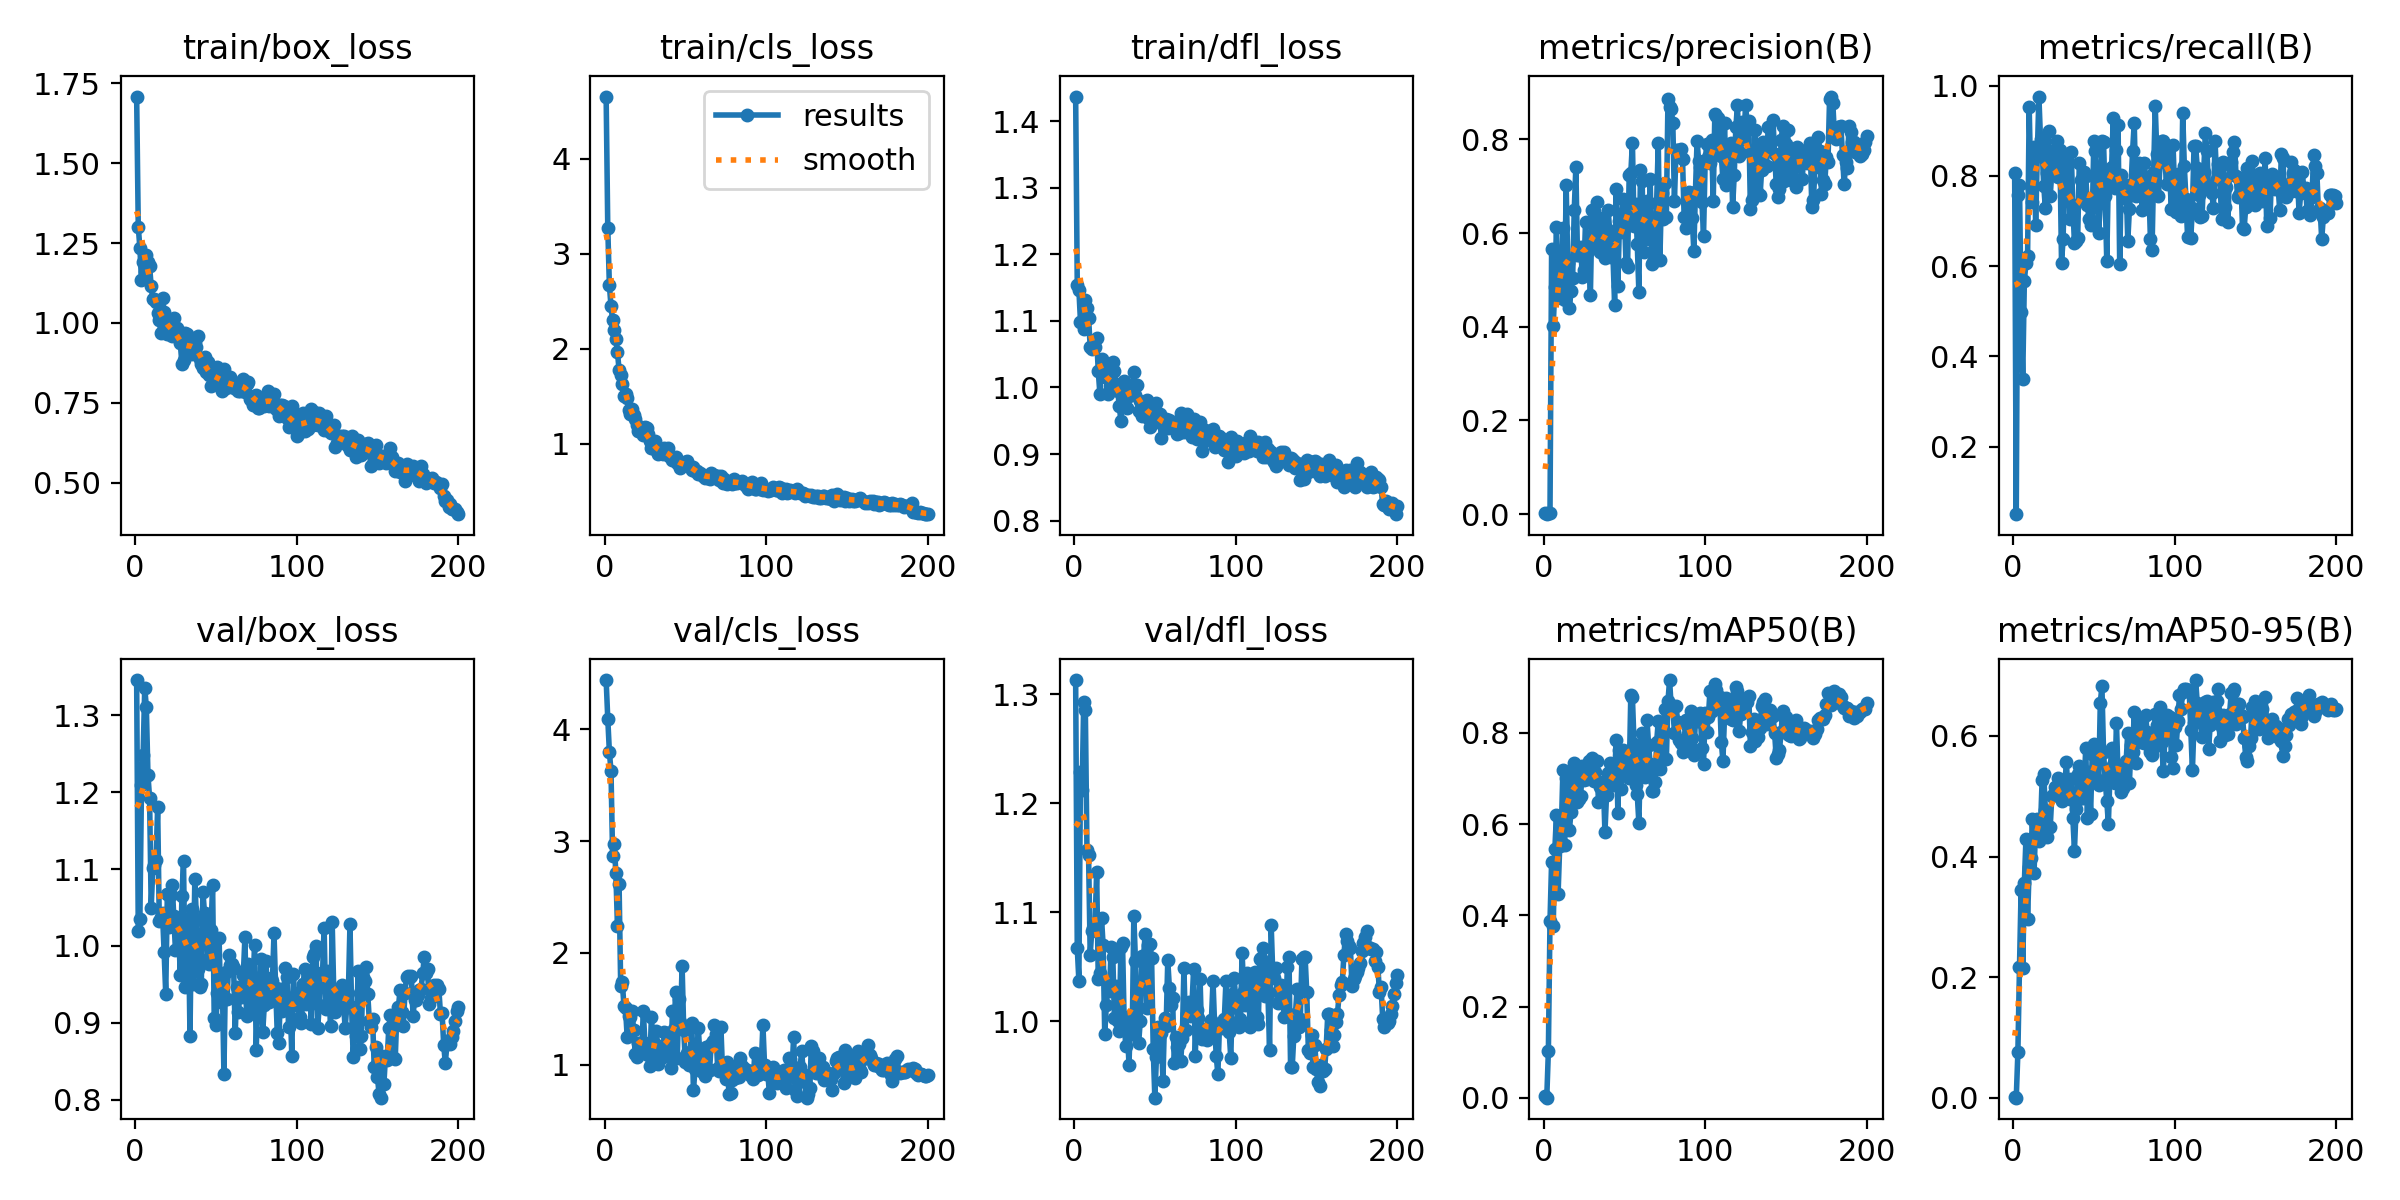 train/box_loss
1.75
1.50
1.25
1.00
0.75
0.50
0 100 200
train/cls_loss
results
smooth
4
3
2
1
0 100 200
train/dfl_loss
1.4
1.3
1.2
1.1
1.0
0.9
0.8
0 100 200
metrics/precision(B)
0.8
0.6
0.4
0.2
0.0
0 100 200
metrics/recall(B)
1.0
0.8
0.6
0.4
0.2
0 100 200
val/box_loss
1.3
1.2
1.1
1.0
0.9
0.8
0 100 200
val/cls_loss
4
3
2
1
0 100 200
val/dfl_loss
1.3
1.2
1.1
1.0
0 100 200
metrics/mAP50(B)
0.8
0.6
0.4
0.2
0.0
0 100 200
metrics/mAP50-95(B)
0.6
0.4
0.2
0.0
0 100 200